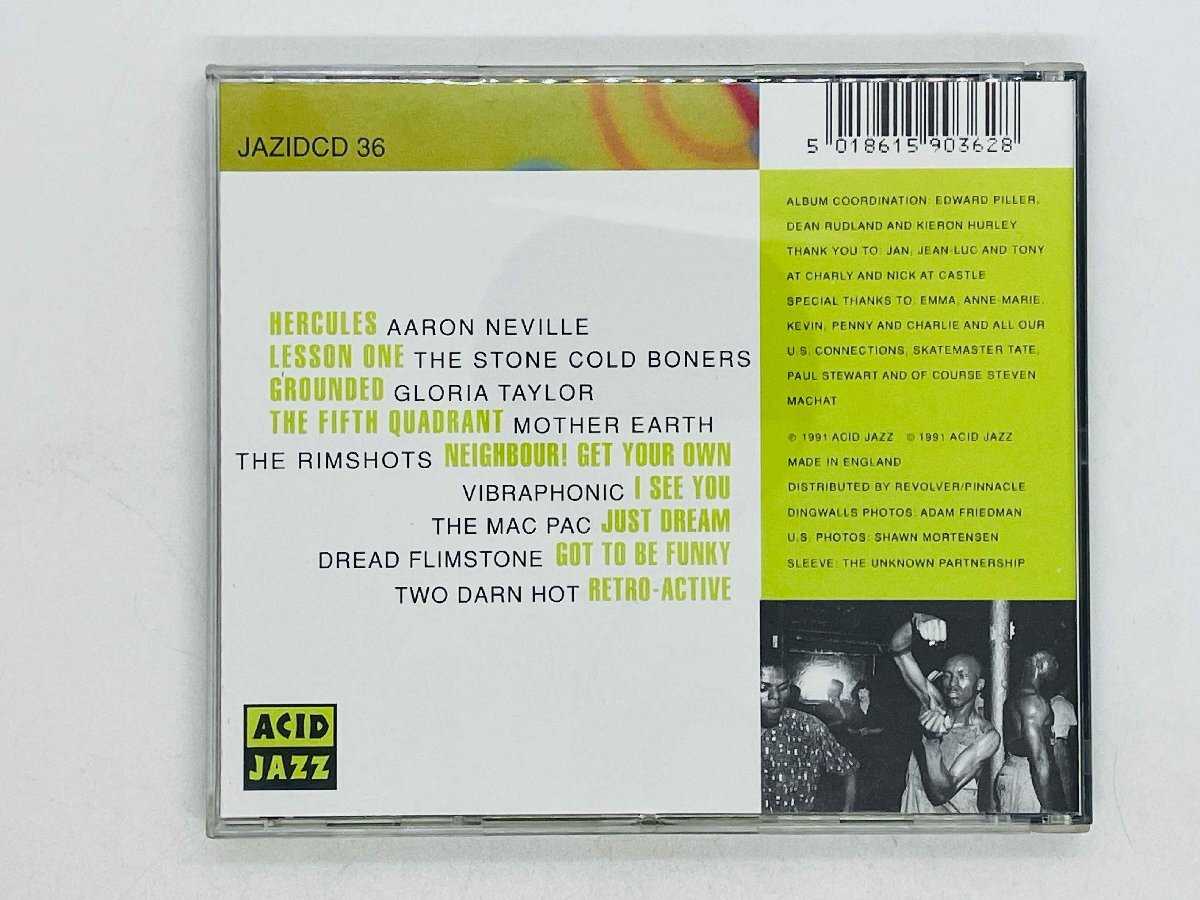 JAZIDCD 36
5 018615 903628
HERCULES AARON NEVILLE
LESSON ONE THE STONE COLD BONERS
GROUNDED GLORIA TAYLOR
THE FIFTH QUADRANT MOTHER EARTH
THE RIMSHOTS NEIGHBOUR! GET YOUR OWN
VIBRAPHONIC I SEE YOU
THE MAC PAC JUST DREAM
DREAD FLIMSTONE GOT TO BE FUNKY
TWO DARN HOT RETRO-ACTIVE
ACID
JAZZ
ALBUM COORDINATION: EDWARD PILLER,
DEAN RUDLAND AND KIERON HURLEY
THANK YOU TO: JAN, JEAN-LUC AND TONY
AT CHARLY AND NICK AT CASTLE
SPECIAL THANKS TO: EMMA, ANNE-MARIE,
KEVIN, PENNY AND CHARLIE AND ALL OUR
U.S. CONNECTIONS, SKATEMASTER TATE,
PAUL STEWART AND OF COURSE STEVEN
MACHAT
℗ 1991 ACID JAZZ © 1991 ACID JAZZ
MADE IN ENGLAND
DISTRIBUTED BY REVOLVER/PINNACLE
DINGWALLS PHOTOS: ADAM FRIEDMAN
U.S. PHOTOS: SHAWN MORTENSEN
SLEEVE: THE UNKNOWN PARTNERSHIP